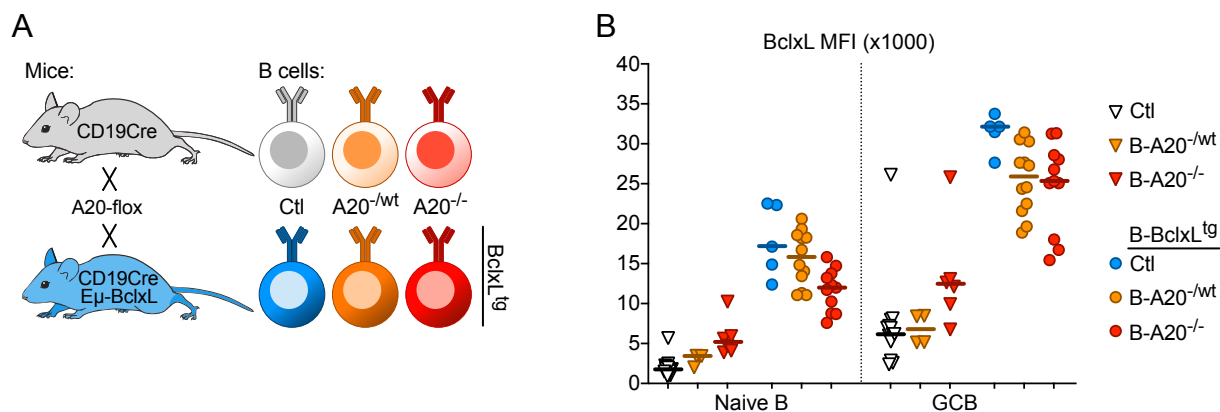 A
Mice:
B cells:
CD19Cre
A20-flox
Ctl
A20-/wt
A20-/-
CD19Cre
Eμ-BclxL
BclxLtg
B
BclxL MFI (x1000)
40
35
30
25
20
15
10
5
0
Naive B
GCB
Ctl
B-A20-/wt
B-A20-/-
B-BclxLtg
Ctl
B-A20-/wt
B-A20-/-